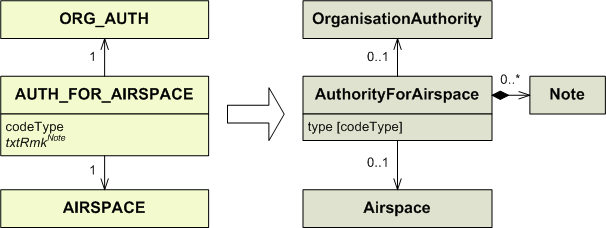 ORG_AUTH
1
AUTH_FOR_AIRSPACE
codeType
txtRmkNote
1
AIRSPACE
OrganisationAuthority
0..1
AuthorityForAirspace
type [codeType]
0..*
Note
0..1
Airspace